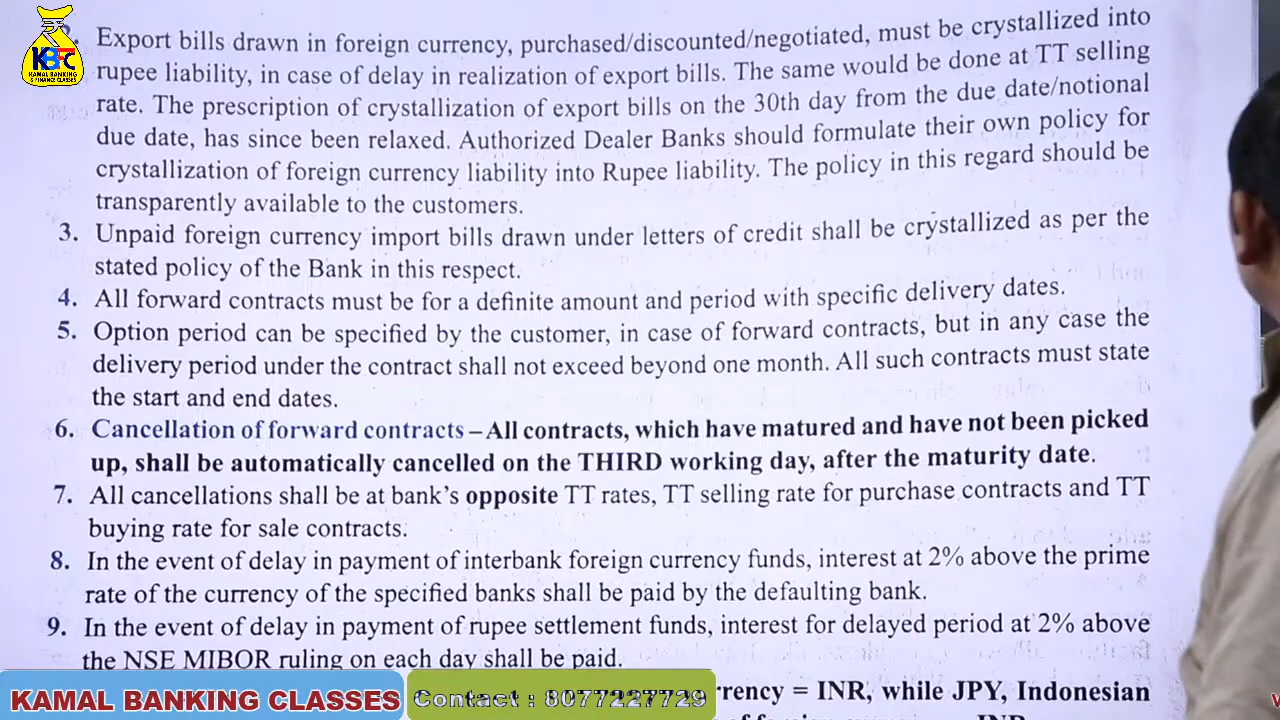 KBFC
KAMAL BANKING
& FINANCE CLASSES
Export bills drawn in foreign currency, purchased/discounted/negotiated, must be crystallized into
rupee liability, in case of delay in realization of export bills. The same would be done at TT selling
rate. The prescription of crystallization of export bills on the 30th day from the due date/notional
due date, has since been relaxed. Authorized Dealer Banks should formulate their own policy for
crystallization of foreign currency liability into Rupee liability. The policy in this regard should be
transparently available to the customers.
3. Unpaid foreign currency import bills drawn under letters of credit shall be crystallized as per the
stated policy of the Bank in this respect.
4. All forward contracts must be for a definite amount and period with specific delivery dates.
5. Option period can be specified by the customer, in case of forward contracts, but in any case the
delivery period under the contract shall not exceed beyond one month. All such contracts must state
the start and end dates.
6. Cancellation of forward contracts – All contracts, which have matured and have not been picked
up, shall be automatically cancelled on the THIRD working day, after the maturity date.
7. All cancellations shall be at bank's opposite TT rates, TT selling rate for purchase contracts and TT
buying rate for sale contracts.
8. In the event of delay in payment of interbank foreign currency funds, interest at 2% above the prime
rate of the currency of the specified banks shall be paid by the defaulting bank.
9. In the event of delay in payment of rupee settlement funds, interest for delayed period at 2% above
the NSE MIBOR ruling on each day shall be paid.
= INR, while JPY, Indonesian
KAMAL BANKING CLASSES
Contact : 8077227729